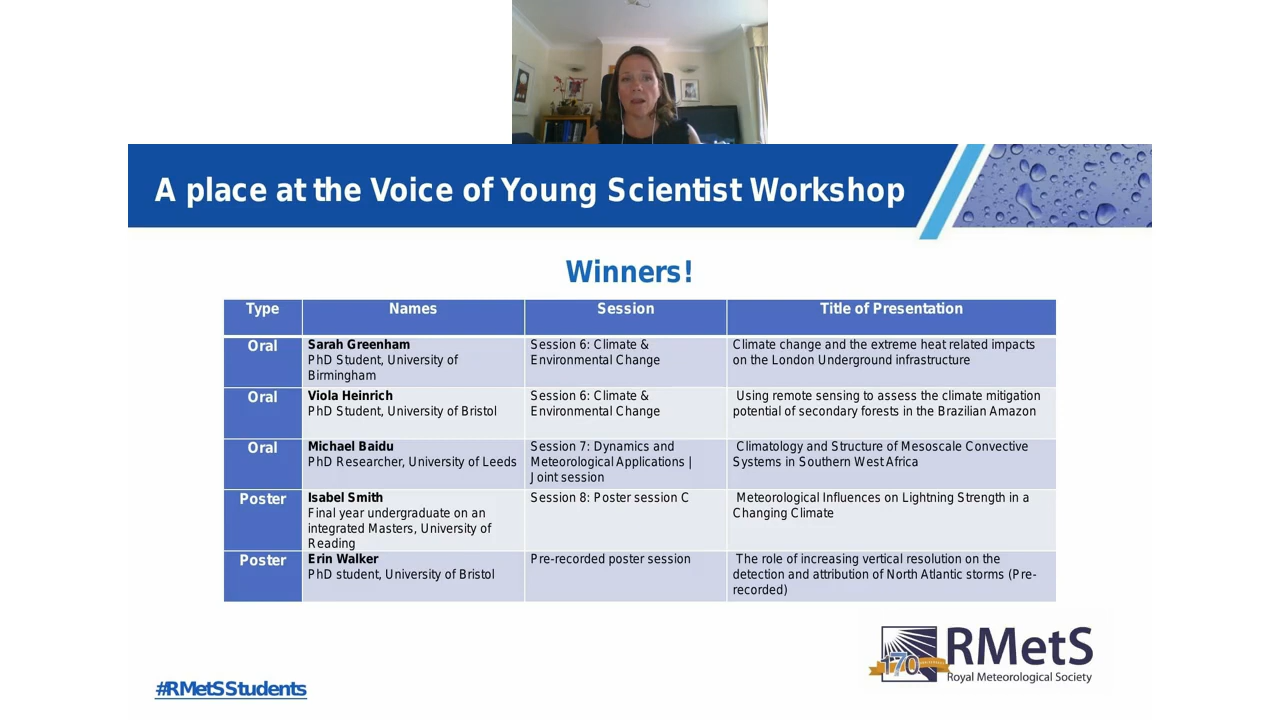 A place at the Voice of Young Scientist Workshop
Winners!
Type Names Session Title of Presentation
Oral
Sarah Greenham
PhD Student, University of
Birmingham
Session 6: Climate &
Environmental Change
Climate change and the extreme heat related impacts
on the London Underground infrastructure
Oral
Viola Heinrich
PhD Student, University of Bristol
Session 6: Climate &
Environmental Change
Using remote sensing to assess the climate mitigation
potential of secondary forests in the Brazilian Amazon
Oral
Michael Baidu
PhD Researcher, University of Leeds
Session 7: Dynamics and
Meteorological Applications |
Joint session
Climatology and Structure of Mesoscale Convective
Systems in Southern West Africa
Poster
Isabel Smith
Final year undergraduate on an
integrated Masters, University of
Reading
Session 8: Poster session C
Meteorological Influences on Lightning Strength in a
Changing Climate
Poster
Erin Walker
PhD student, University of Bristol
Pre-recorded poster session
The role of increasing vertical resolution on the
detection and attribution of North Atlantic storms (Pre-
recorded)
170
RMetS
Royal Meteorological Society
#RMetSStudents